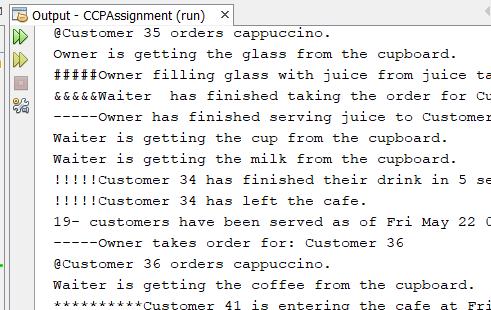 Output - CCPAssignment (run)
@Customer 35 orders cappuccino.
Owner is getting the glass from the cupboard.
#####Owner filling glass with juice from juice ta
&&&&&Waiter  has finished taking the order for Cu
-----Owner has finished serving juice to Customer
Waiter is getting the cup from the cupboard.
Waiter is getting the milk from the cupboard.
!!!!!Customer 34 has finished their drink in 5 se
!!!!!Customer 34 has left the cafe.
19- customers have been served as of Fri May 22 0
-----Owner takes order for: Customer 36
@Customer 36 orders cappuccino.
Waiter is getting the coffee from the cupboard.
**********Customer 41 is entering the cafe at Fri